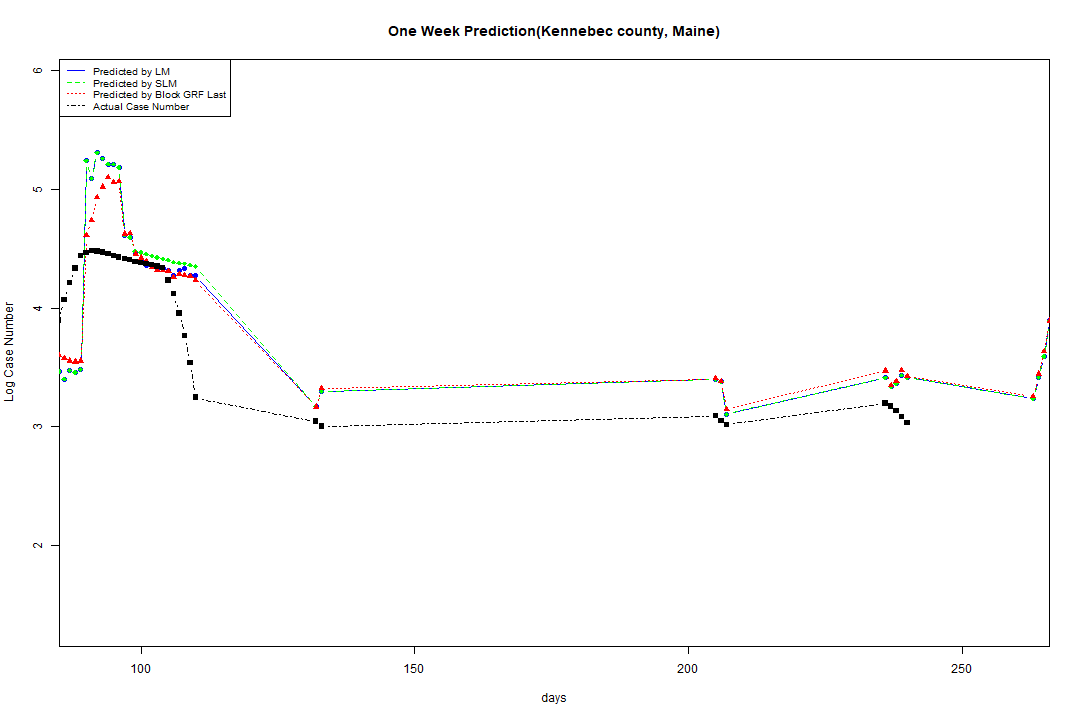 One Week Prediction(Kennebec county, Maine)
Predicted by LM
Predicted by SLM
Predicted by Block GRF Last
Actual Case Number
6
5
4
3
2
Log Case Number
100 150 200 250
days